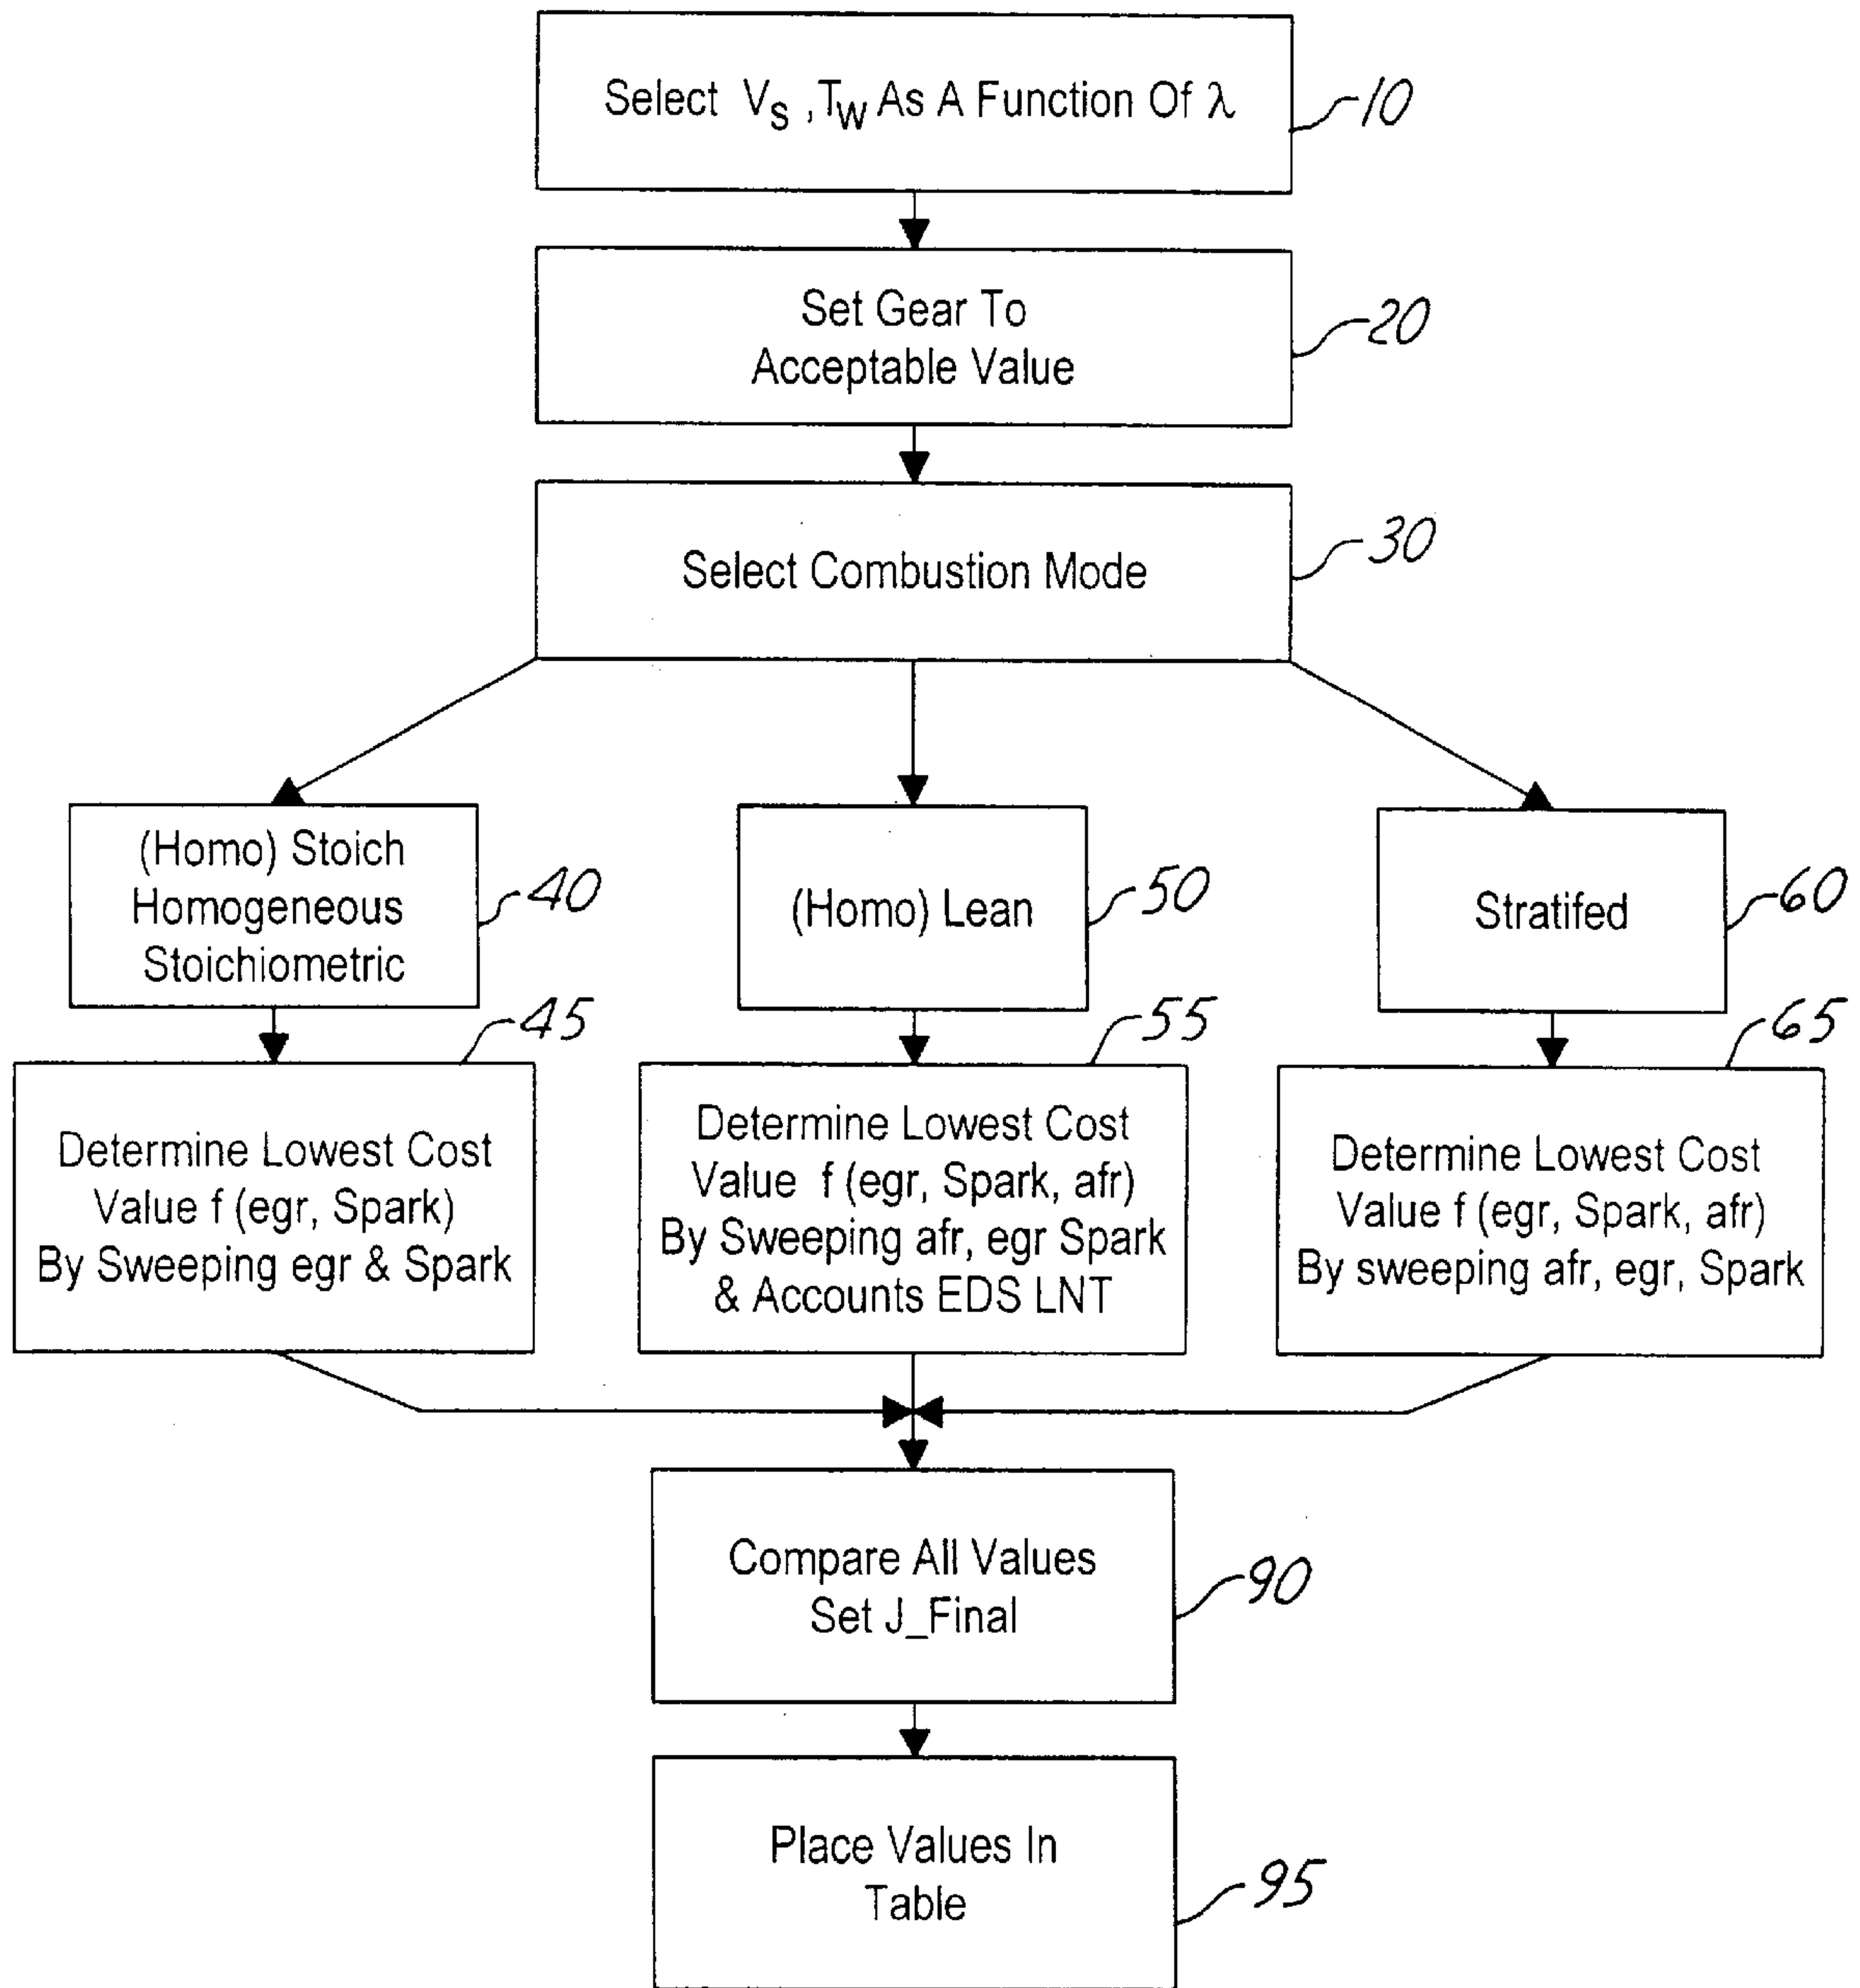 Select Vs ,Tw As A Function Of λ
10
Set Gear To
Acceptable Value
20
Select Combustion Mode
30
(Homo) Stoich
Homogeneous
Stoichiometric
40
(Homo) Lean
50
Stratifed
60
45
Determine Lowest Cost
Value f (egr, Spark)
By Sweeping egr & Spark
55
Determine Lowest Cost
Value f (egr, Spark, afr)
By Sweeping afr, egr Spark
& Accounts EDS LNT
65
Determine Lowest Cost
Value f (egr, Spark, afr)
By sweeping afr, egr, Spark
Compare All Values
Set J_Final
90
Place Values In
Table
95